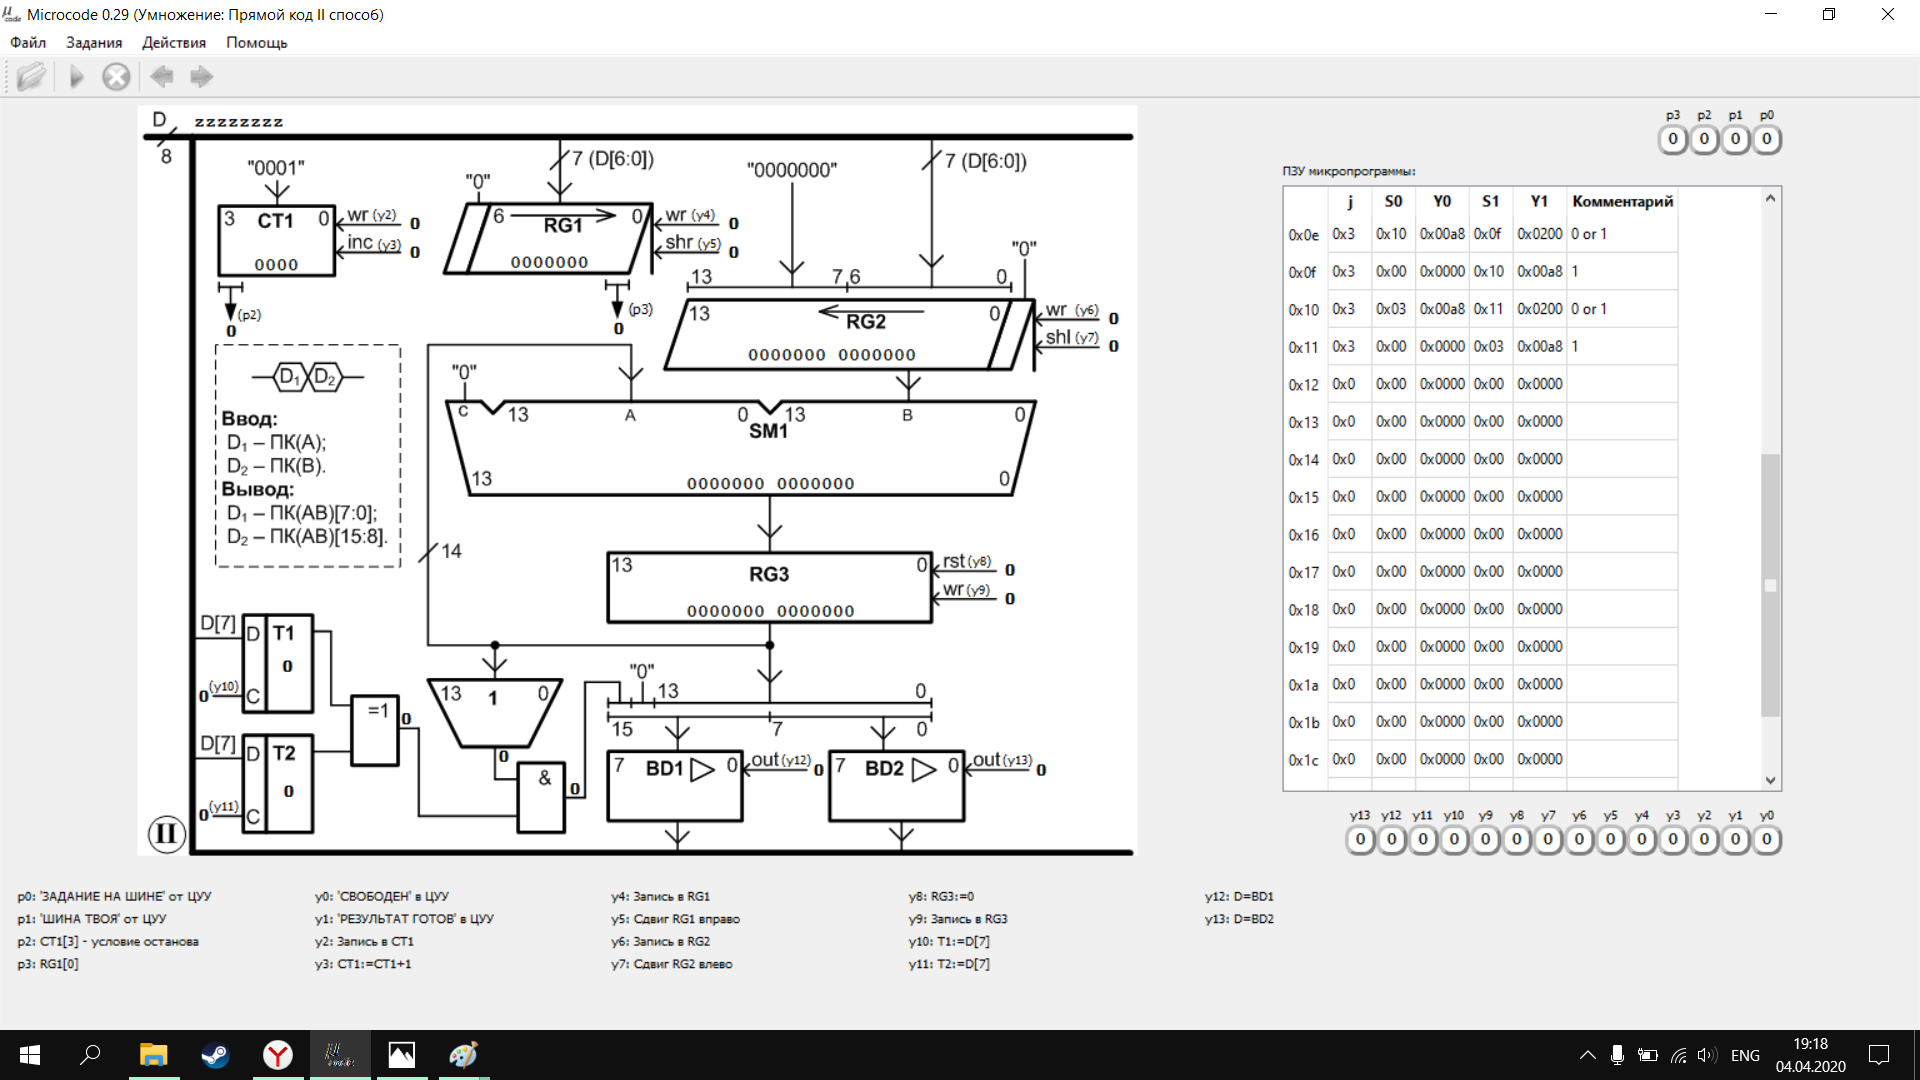 Microcode 0.29 (Умножение: Прямой код II способ)
Файл Задания Действия Помощь
D zzzzzzzz
8
"0001"
3 CT1 0
0000
wr (y2) 0
inc (y3) 0
(p2)
0
7 (D[6:0])
"0"
6 RG1 0
0000000
wr (y4) 0
shr (y5) 0
(p3)
0
"0000000"
7 (D[6:0])
"0"
13 7,6 0
13 RG2 0
0000000 0000000
wr (y6) 0
shl (y7) 0
D₁ D₂
Ввод:
D₁ – ПК(A);
D₂ – ПК(B).
Вывод:
D₁ – ПК(AB)[7:0];
D₂ – ПК(AB)[15:8].
"0"
C 13 A 0 13 B 0
SM1
13 0000000 0000000 0
14
13 RG3 0
0000000 0000000
rst (y8) 0
wr (y9) 0
D[7] D T1
0
0 (y10) C
D[7] D T2
0
0 (y11) C
=1 0
13 1 0
0
& 0
"0" 13 0
15 7 0
7 BD1 0 out (y12) 0
7 BD2 0 out (y13) 0
II
p3 p2 p1 p0
0 0 0 0
ПЗУ микропрограммы:
j S0 Y0 S1 Y1 Комментарий
0x0e 0x3 0x10 0x00a8 0x0f 0x0200 0 or 1
0x0f 0x3 0x00 0x0000 0x10 0x00a8 1
0x10 0x3 0x03 0x00a8 0x11 0x0200 0 or 1
0x11 0x3 0x00 0x0000 0x03 0x00a8 1
0x12 0x0 0x00 0x0000 0x00 0x0000
0x13 0x0 0x00 0x0000 0x00 0x0000
0x14 0x0 0x00 0x0000 0x00 0x0000
0x15 0x0 0x00 0x0000 0x00 0x0000
0x16 0x0 0x00 0x0000 0x00 0x0000
0x17 0x0 0x00 0x0000 0x00 0x0000
0x18 0x0 0x00 0x0000 0x00 0x0000
0x19 0x0 0x00 0x0000 0x00 0x0000
0x1a 0x0 0x00 0x0000 0x00 0x0000
0x1b 0x0 0x00 0x0000 0x00 0x0000
0x1c 0x0 0x00 0x0000 0x00 0x0000
y13 y12 y11 y10 y9 y8 y7 y6 y5 y4 y3 y2 y1 y0
0 0 0 0 0 0 0 0 0 0 0 0 0 0
p0: 'ЗАДАНИЕ НА ШИНЕ' от ЦУУ
p1: 'ШИНА ТВОЯ' от ЦУУ
p2: CT1[3] - условие останова
p3: RG1[0]
y0: 'СВОБОДЕН' в ЦУУ
y1: 'РЕЗУЛЬТАТ ГОТОВ' в ЦУУ
y2: Запись в CT1
y3: CT1:=CT1+1
y4: Запись в RG1
y5: Сдвиг RG1 вправо
y6: Запись в RG2
y7: Сдвиг RG2 влево
y8: RG3:=0
y9: Запись в RG3
y10: T1:=D[7]
y11: T2:=D[7]
y12: D=BD1
y13: D=BD2
ENG
19:18
04.04.2020